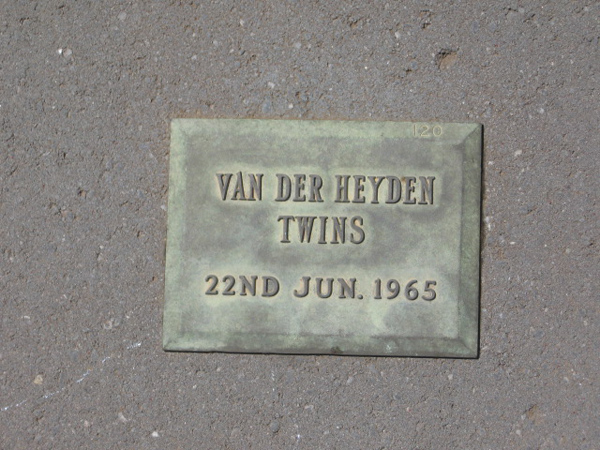 120
VAN DER HEYDEN
TWINS
22ND JUN. 1965